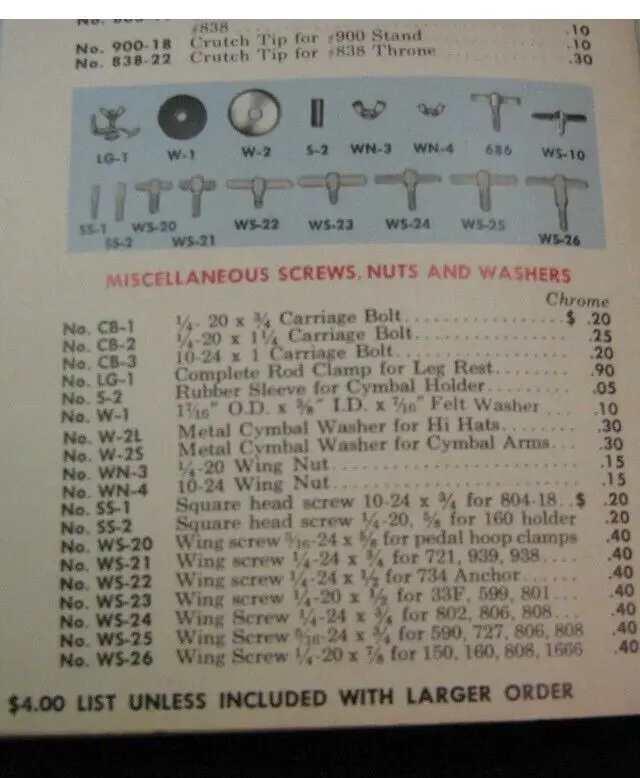 #838 .10
No. 900-18 Crutch Tip for #900 Stand .10
No. 838-22 Crutch Tip for #838 Throne .30
LG-1 W-1 W-2 S-2 WN-3 WN-4 686 WS-10
SS-1 SS-2 WS-20 WS-21 WS-22 WS-23 WS-24 WS-25 WS-26
MISCELLANEOUS SCREWS, NUTS AND WASHERS
Chrome
No. CB-1 ¼- 20 x ¾ Carriage Bolt................$ .20
No. CB-2 ¼-20 x 1¼ Carriage Bolt................ .25
No. CB-3 10-24 x 1 Carriage Bolt................ .20
No. LG-1 Complete Rod Clamp for Leg Rest........ .90
No. S-2 Rubber Sleeve for Cymbal Holder........ .05
No. W-1 1⁷⁄₁₆" O.D. x ⅝" I.D. x ⁷⁄₁₆" Felt Washer .10
No. W-2L Metal Cymbal Washer for Hi Hats........ .30
No. W-2S Metal Cymbal Washer for Cymbal Arms... .30
No. WN-3 ¼-20 Wing Nut................ .15
No. WN-4 10-24 Wing Nut................ .15
No. SS-1 Square head screw 10-24 x ¾ for 804-18..$ .20
No. SS-2 Square head screw ¼-20, ⅝ for 160 holder .20
No. WS-20 Wing screw ⁵⁄₁₆-24 x ⅝ for pedal hoop clamps .40
No. WS-21 Wing screw ¼-24 x ¾ for 721, 939, 938.... .40
No. WS-22 Wing screw ¼-24 x ½ for 734 Anchor...... .40
No. WS-23 Wing screw ¼-20 x ½ for 33F, 599, 801... .40
No. WS-24 Wing Screw ¼-24 x ¾ for 802, 806, 808... .40
No. WS-25 Wing Screw ⁵⁄₁₆-24 x ¾ for 590, 727, 806, 808 .40
No. WS-26 Wing Screw ¼-20 x ⅞ for 150, 160, 808, 1666 .40
$4.00 LIST UNLESS INCLUDED WITH LARGER ORDER